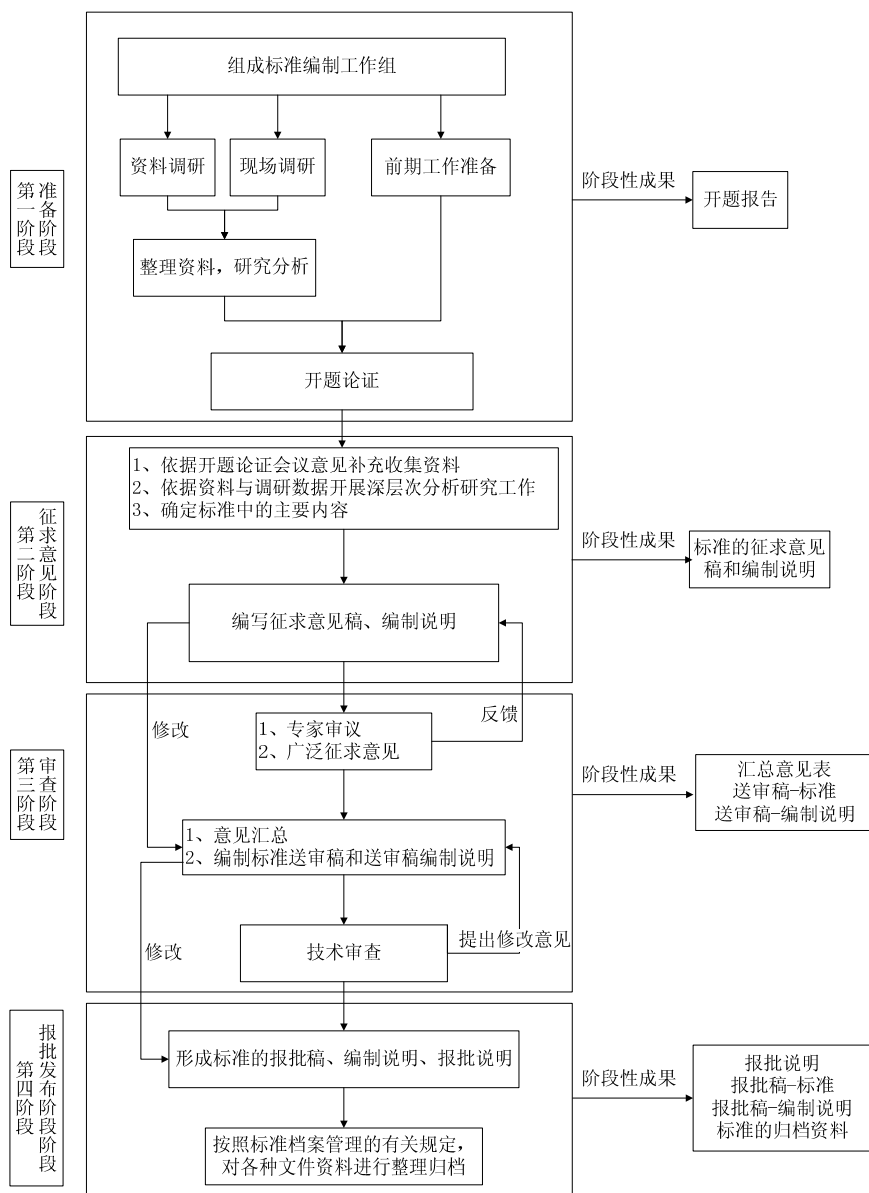 组成标准编制工作组
资料调研
现场调研
前期工作准备
整理资料，研究分析
开题论证
第一阶段
准备阶段
阶段性成果
开题报告
1、依据开题论证会议意见补充收集资料
2、依据资料与调研数据开展深层次分析研究工作
3、确定标准中的主要内容
编写征求意见稿、编制说明
第二阶段
征求意见阶段
阶段性成果
标准的征求意见
稿和编制说明
修改
反馈
1、专家审议
2、广泛征求意见
1、意见汇总
2、编制标准送审稿和送审稿编制说明
技术审查
提出修改意见
第三阶段
审查阶段
阶段性成果
汇总意见表
送审稿-标准
送审稿-编制说明
修改
形成标准的报批稿、编制说明、报批说明
按照标准档案管理的有关规定，
对各种文件资料进行整理归档
第四阶段
报批发布阶段阶段
阶段性成果
报批说明
报批稿-标准
报批稿-编制说明
标准的归档资料